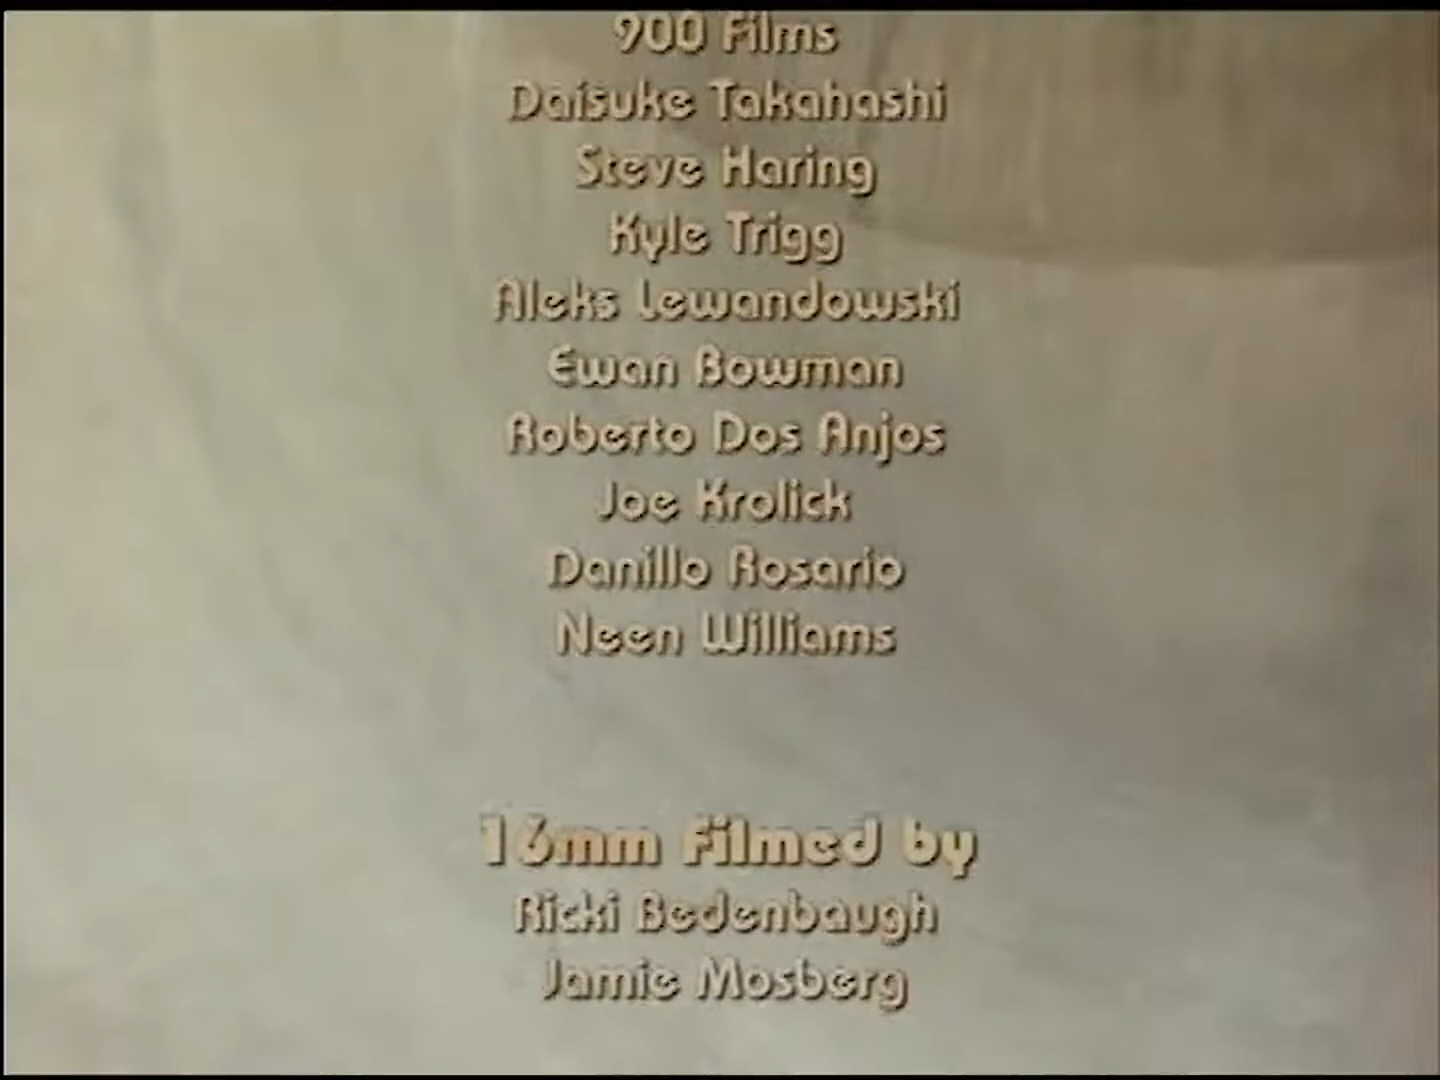 900 Films
Daisuke Takahashi
Steve Haring
Kyle Trigg
Aleks Lewandowski
Ewan Bowman
Roberto Dos Anjos
Joe Krolick
Danillo Rosario
Neen Williams
16mm filmed by
Ricki Bedenbaugh
Jamie Mosberg